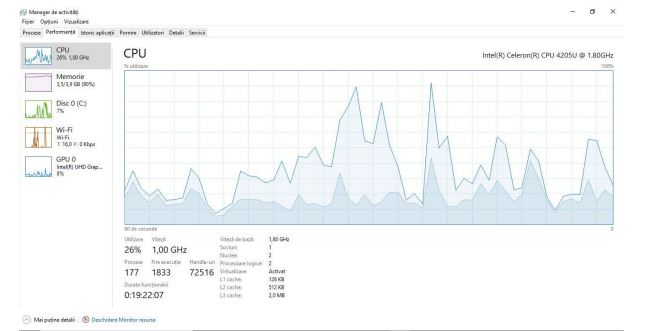 Manager de activități
Fișier Opțiuni Vizualizare
Procese Performanță Istoric aplicații Pornire Utilizatori Detalii Servicii
CPU
26% 1,00 GHz
Memorie
3,5/3,9 GB (90%)
Disc 0 (C:)
7%
Wi-Fi
Wi-Fi
T: 16,0 P: 0 Kbps
GPU 0
Intel(R) UHD Grap...
8%
CPU
Intel(R) Celeron(R) CPU 4205U @ 1.80GHz
% utilizare
100%
60 de secunde
0
Utilizare Viteză
26% 1,00 GHz
Procese Fire execuție Handle-uri
177 1833 72516
Durata funcționării
0:19:22:07
Viteză de bază: 1,80 GHz
Socluri: 1
Nuclee: 2
Procesoare logice: 2
Virtualizare: Activat
L1 cache: 128 KB
L2 cache: 512 KB
L3 cache: 2,0 MB
Mai puține detalii
Deschidere Monitor resurse